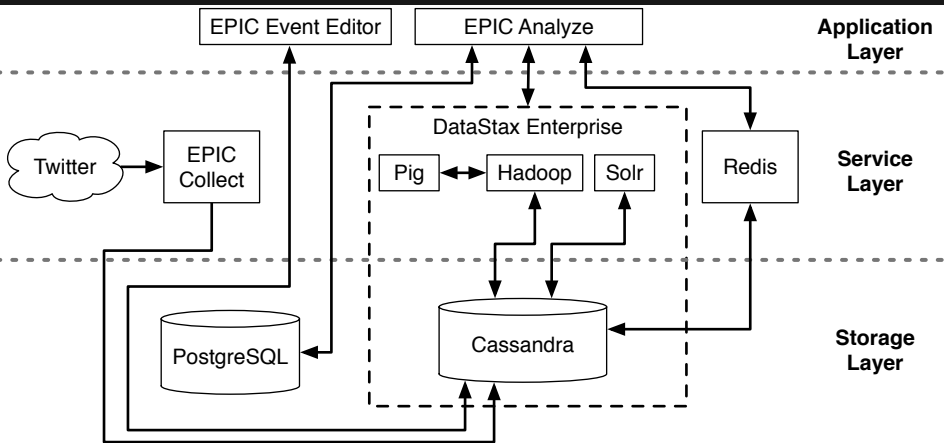 EPIC Event Editor
EPIC Analyze
Application
Layer
DataStax Enterprise
Twitter
EPIC
Collect
Pig
Hadoop
Solr
Redis
Service
Layer
PostgreSQL
Cassandra
Storage
Layer